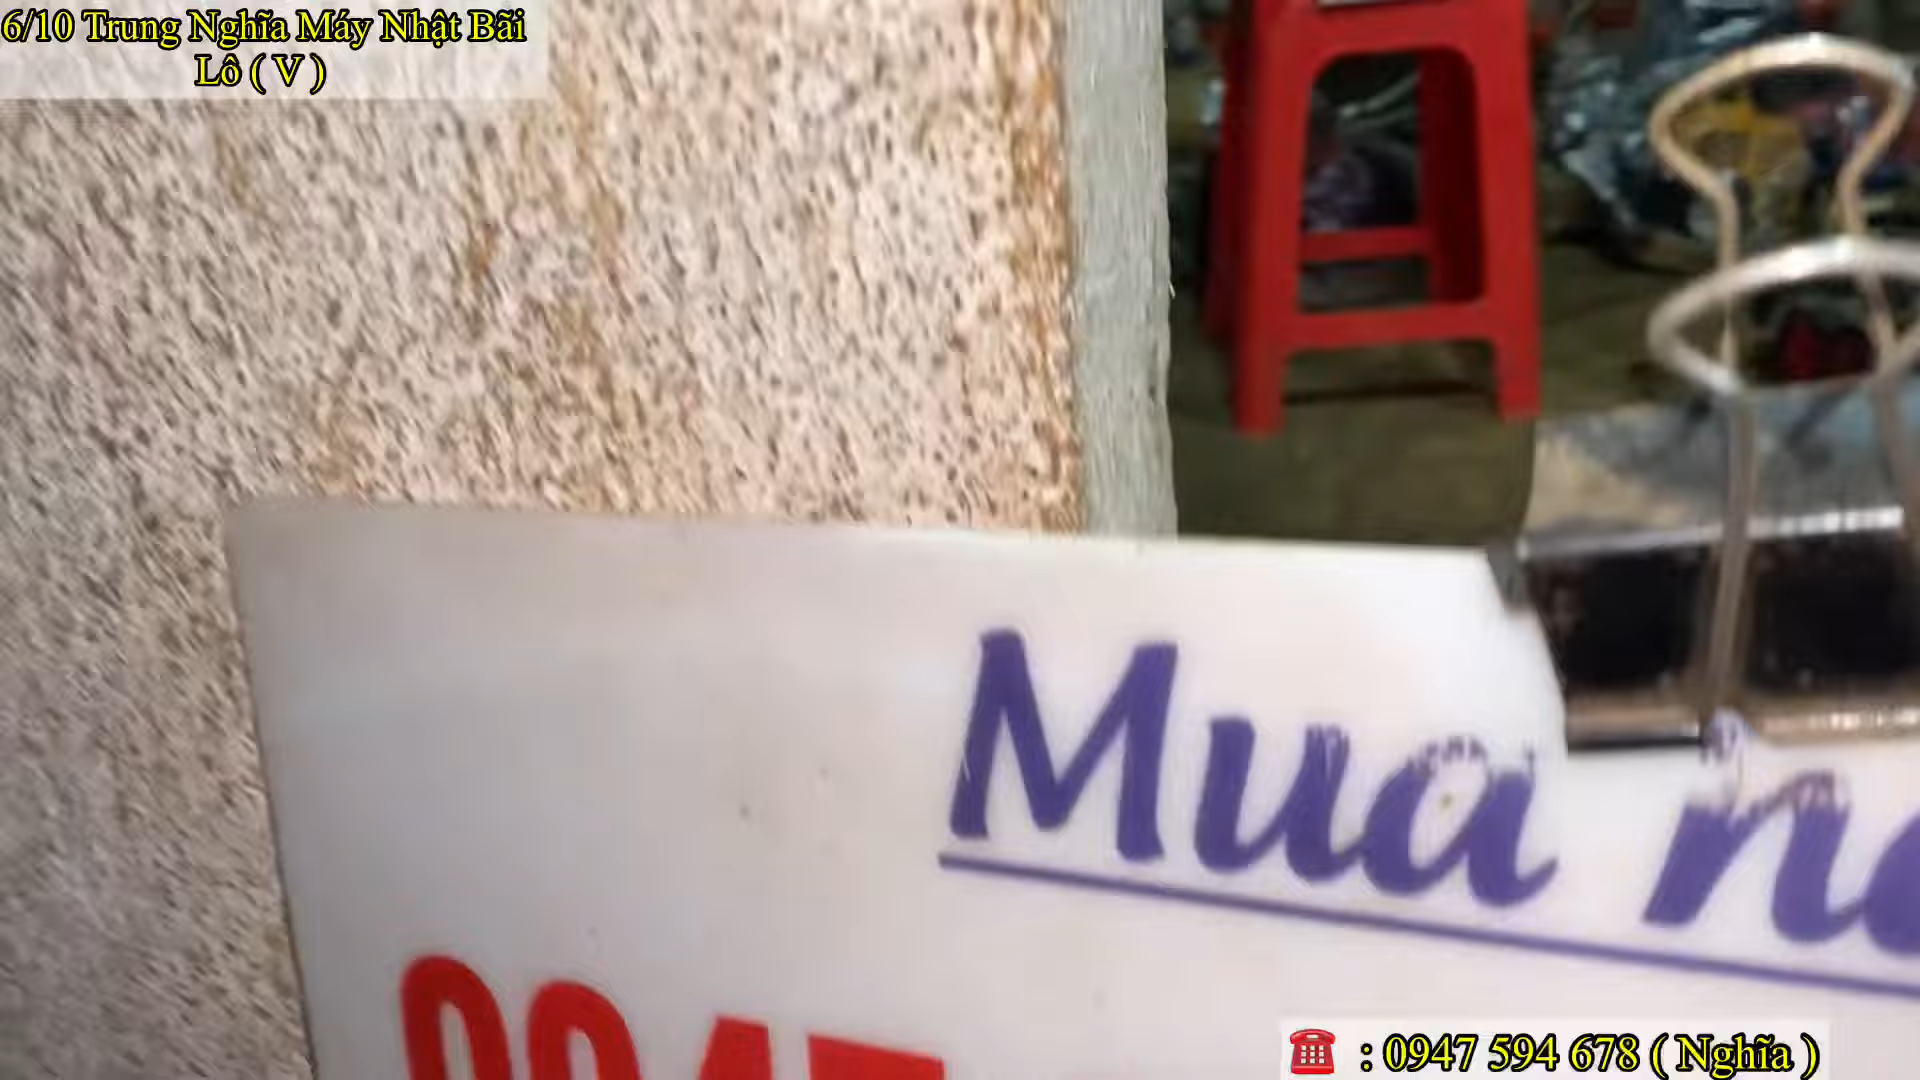 6/10 Trung Nghĩa Máy Nhật Bãi
Lô ( V )
Mua
: 0947 594 678 ( Nghĩa )